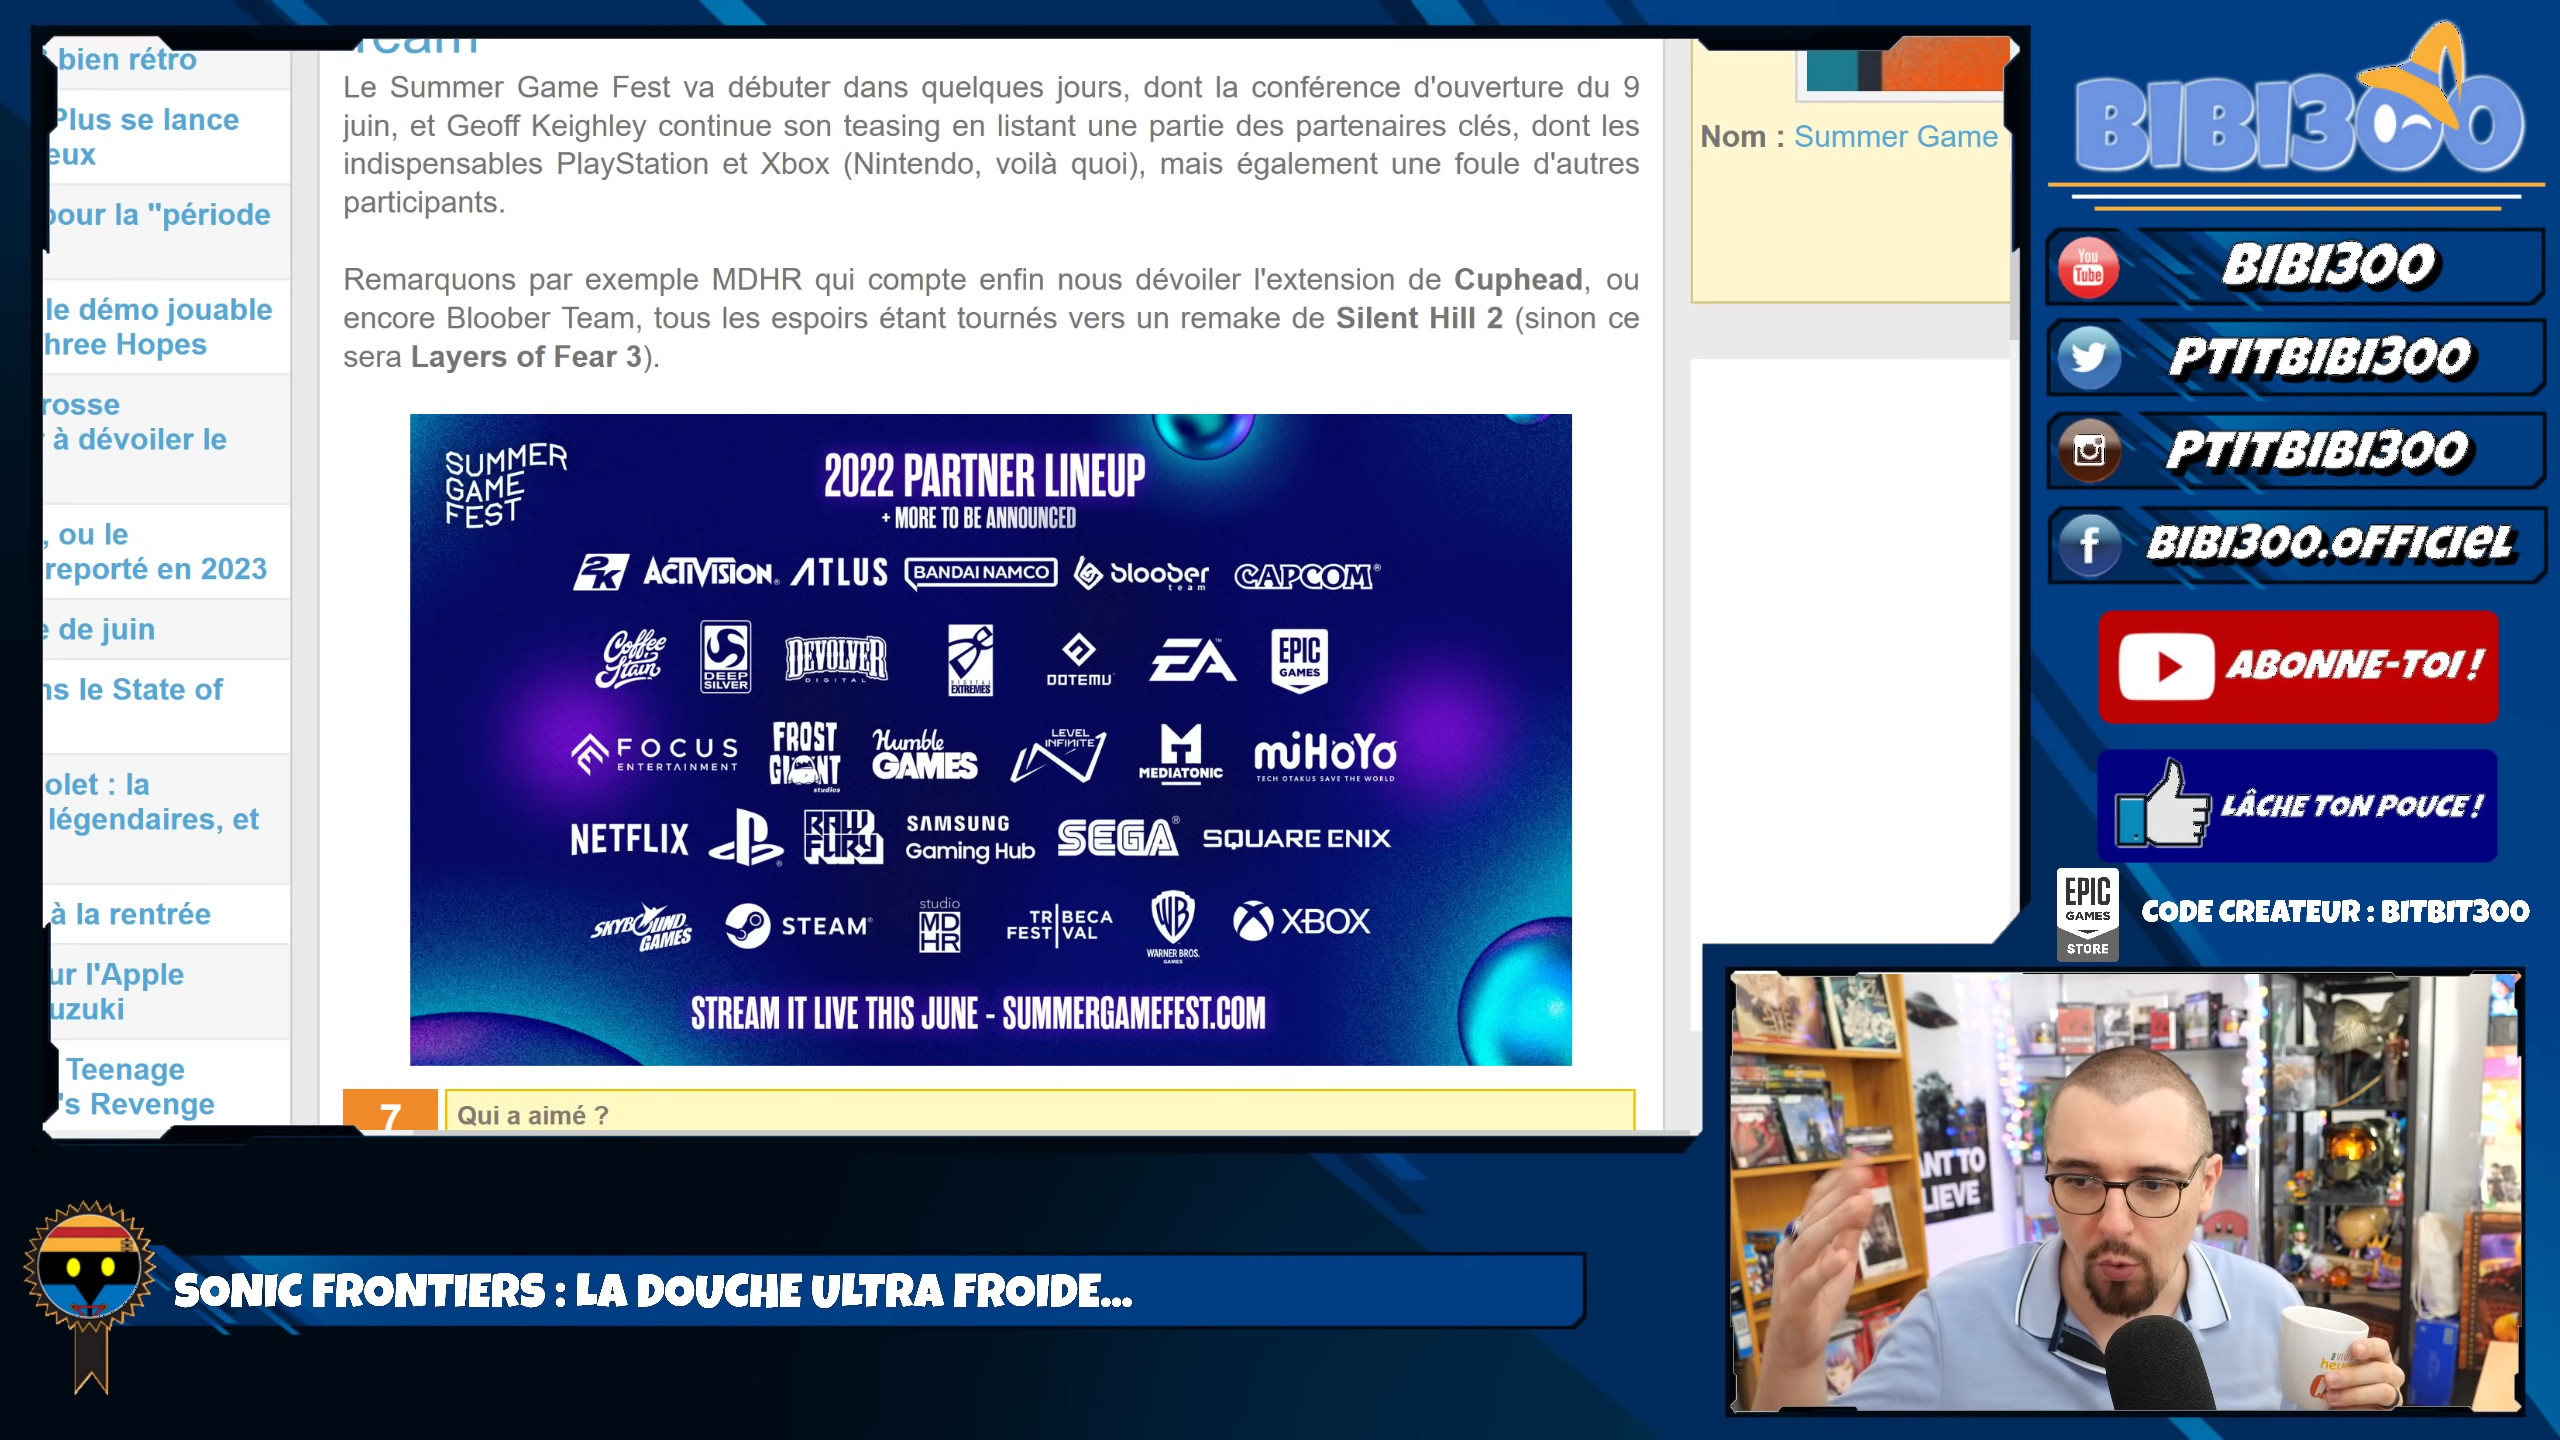 bien rétro
Plus se lance
eux
pour la "période
le démo jouable
hree Hopes
rosse
à dévoiler le
, ou le
reporté en 2023
e de juin
ns le State of
olet : la
légendaires, et
à la rentrée
ur l'Apple
uzuki
Teenage
's Revenge
Team
Le Summer Game Fest va débuter dans quelques jours, dont la conférence d'ouverture du 9
juin, et Geoff Keighley continue son teasing en listant une partie des partenaires clés, dont les
indispensables PlayStation et Xbox (Nintendo, voilà quoi), mais également une foule d'autres
participants.
Remarquons par exemple MDHR qui compte enfin nous dévoiler l'extension de Cuphead, ou
encore Bloober Team, tous les espoirs étant tournés vers un remake de Silent Hill 2 (sinon ce
sera Layers of Fear 3).
SUMMER
GAME
FEST
2022 PARTNER LINEUP
+ MORE TO BE ANNOUNCED
2K ACTIVISION ATLUS BANDAI NAMCO bloober team CAPCOM
Coffee Stain DEEP SILVER DEVOLVER DIGITAL DIGITAL EXTREMES DOTEMU EA EPIC GAMES
FOCUS ENTERTAINMENT FROST GIANT studios Humble GAMES LEVEL INFINITE MEDIATONIC miHoYo TECH OTAKUS SAVE THE WORLD
NETFLIX RAW FURY SAMSUNG Gaming Hub SEGA SQUARE ENIX
SKYBOUND GAMES STEAM studio MDHR TRIBECA FESTIVAL WARNER BROS. GAMES XBOX
STREAM IT LIVE THIS JUNE - SUMMERGAMEFEST.COM
7 Qui a aimé ?
Nom : Summer Game
BIBI300
You Tube BIBI300
PTITBIBI300
PTITBIBI300
f BIBI300.OFFICIEL
ABONNE-TOI !
LÂCHE TON POUCE !
EPIC GAMES STORE CODE CREATEUR : BITBIT300
SONIC FRONTIERS : LA DOUCHE ULTRA FROIDE...
ANT TO
LIEVE